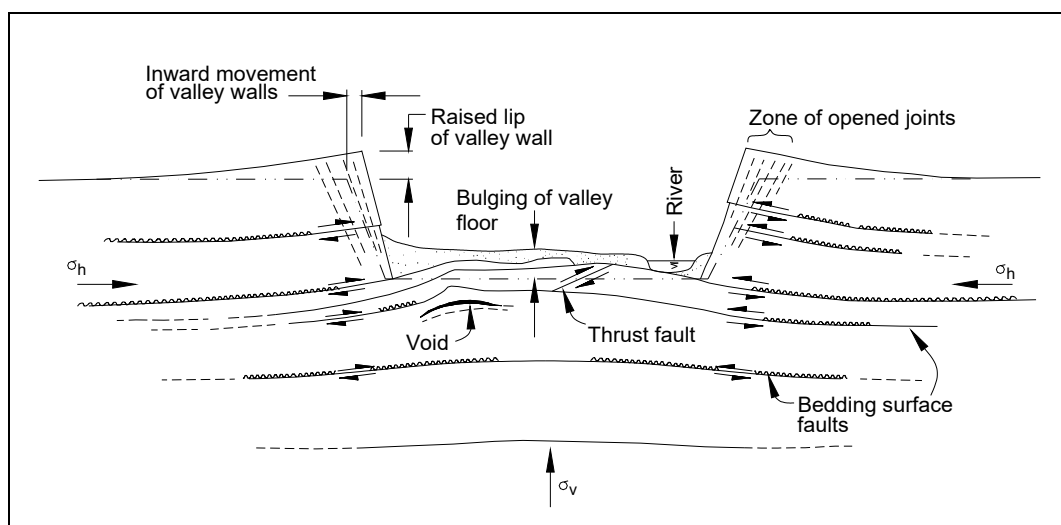 Inward movement
of valley walls
Raised lip
of valley wall
Zone of opened joints
Bulging of valley
floor
River
σh
σh
Void
Thrust fault
Bedding surface
faults
σv